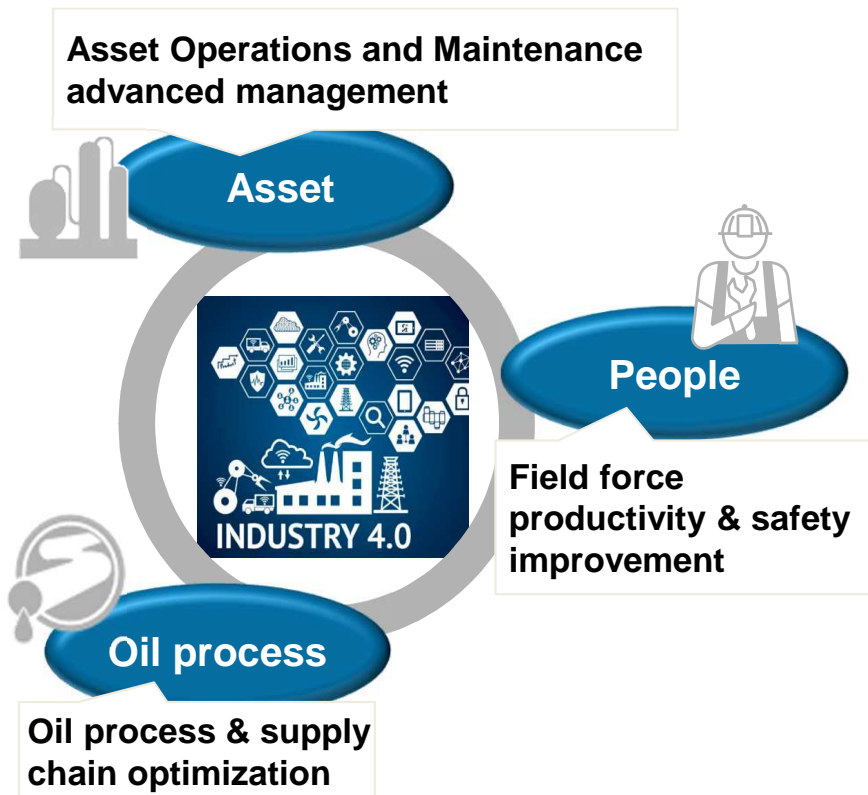 Asset Operations and Maintenance
advanced management
Asset
People
Field force
productivity & safety
improvement
INDUSTRY 4.0
Oil process
Oil process & supply
chain optimization